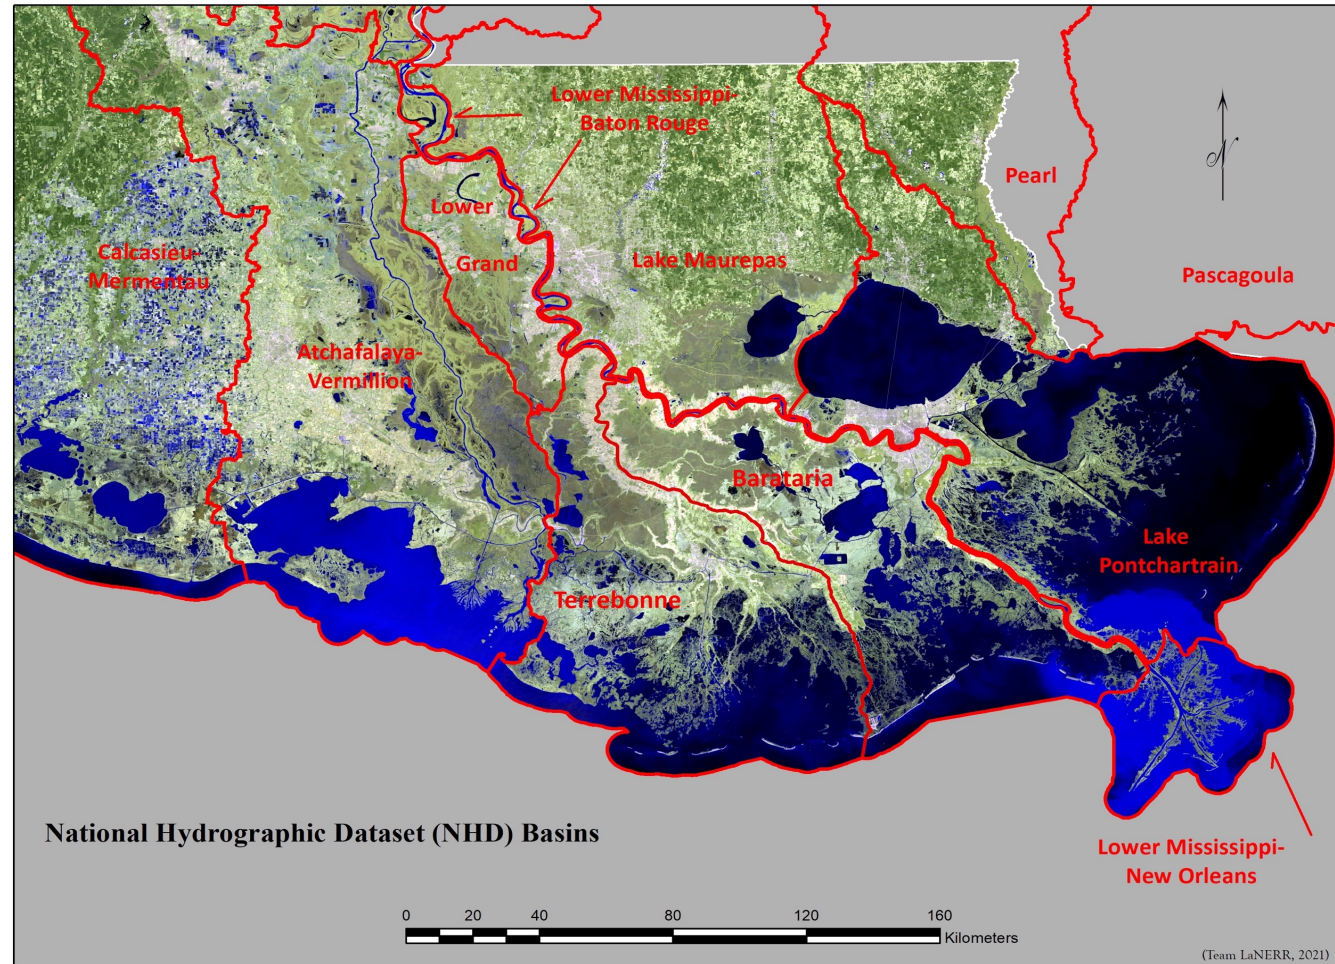 Lower Mississippi-
Baton Rouge
N
Pearl
Lower
Calcasieu-
Mermentau
Grand
Lake Maurepas
Pascagoula
Atchafalaya-
Vermillion
Barataria
Lake
Pontchartrain
Terrebonne
National Hydrographic Dataset (NHD) Basins
Lower Mississippi-
New Orleans
0 20 40 80 120 160
Kilometers
(Team LaNERR, 2021)